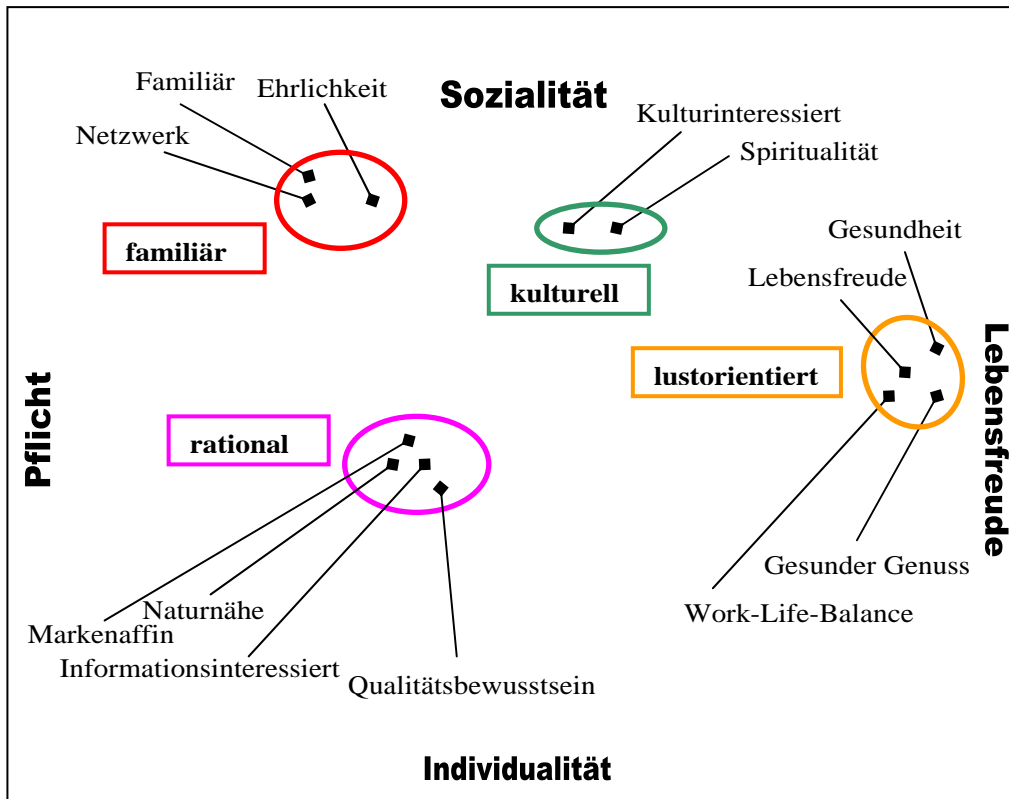 Familiär
Ehrlichkeit
Sozialität
Kulturinteressiert
Netzwerk
Spiritualität
Gesundheit
familiär
Lebensfreude
kulturell
Lebensfreude
lustorientiert
Pflicht
rational
Gesunder Genuss
Naturnähe
Work-Life-Balance
Markenaffin
Informationsinteressiert
Qualitätsbewusstsein
Individualität